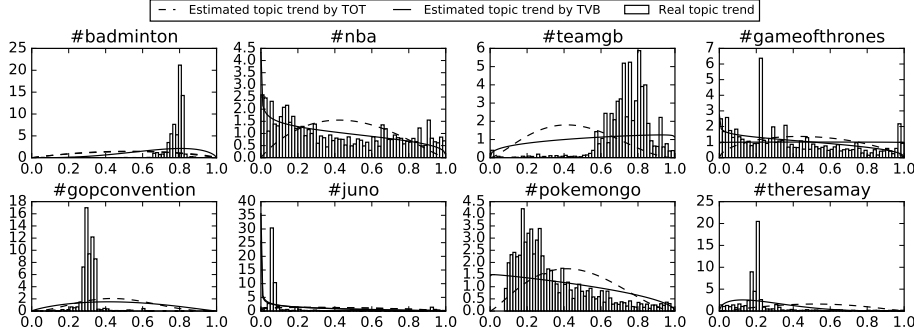 Estimated topic trend by TOT Estimated topic trend by TVB Real topic trend
#badminton #nba #teamgb #gameofthrones
25 20 15 10 5 0
0.0 0.2 0.4 0.6 0.8 1.0
4.5 4.0 3.5 3.0 2.5 2.0 1.5 1.0 0.5 0.0
0.0 0.2 0.4 0.6 0.8 1.0
6 5 4 3 2 1 0
0.0 0.2 0.4 0.6 0.8 1.0
7 6 5 4 3 2 1 0
0.0 0.2 0.4 0.6 0.8 1.0
#gopconvention #juno #pokemongo #theresamay
18 16 14 12 10 8 6 4 2 0
0.0 0.2 0.4 0.6 0.8 1.0
40 35 30 25 20 15 10 5 0
0.0 0.2 0.4 0.6 0.8 1.0
4.5 4.0 3.5 3.0 2.5 2.0 1.5 1.0 0.5 0.0
0.0 0.2 0.4 0.6 0.8 1.0
25 20 15 10 5 0
0.0 0.2 0.4 0.6 0.8 1.0